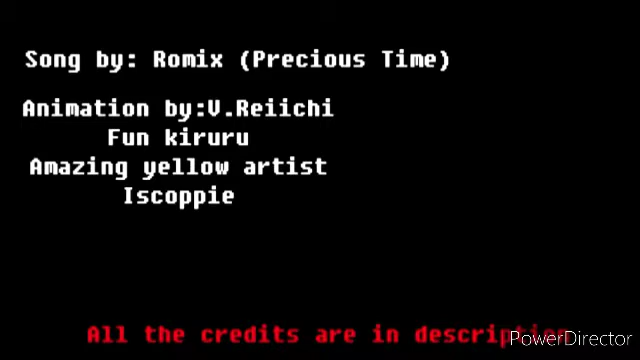 Song by: Romix (Precious Time)
Animation by:V.Reiichi
Fun kiruru
Amazing yellow artist
Iscoppie
All the credits are in description
PowerDirector